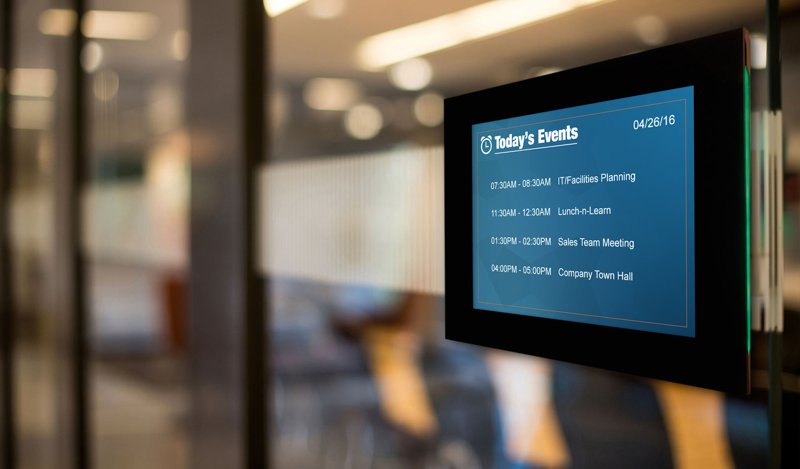 Today's Events
04/26/16
07:30AM - 08:30AM IT/Facilities Planning
11:30AM - 12:30AM Lunch-n-Learn
01:30PM - 02:30PM Sales Team Meeting
04:00PM - 05:00PM Company Town Hall